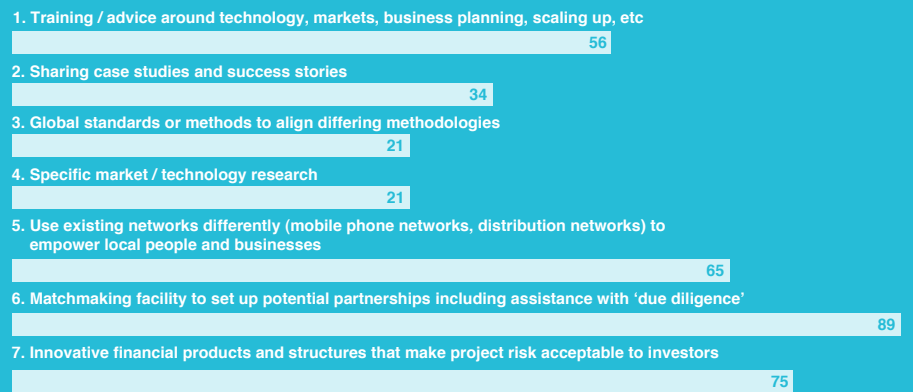 1. Training / advice around technology, markets, business planning, scaling up, etc
56
2. Sharing case studies and success stories
34
3. Global standards or methods to align differing methodologies
21
4. Specific market / technology research
21
5. Use existing networks differently (mobile phone networks, distribution networks) to
empower local people and businesses
65
6. Matchmaking facility to set up potential partnerships including assistance with ‘due diligence’
89
7. Innovative financial products and structures that make project risk acceptable to investors
75